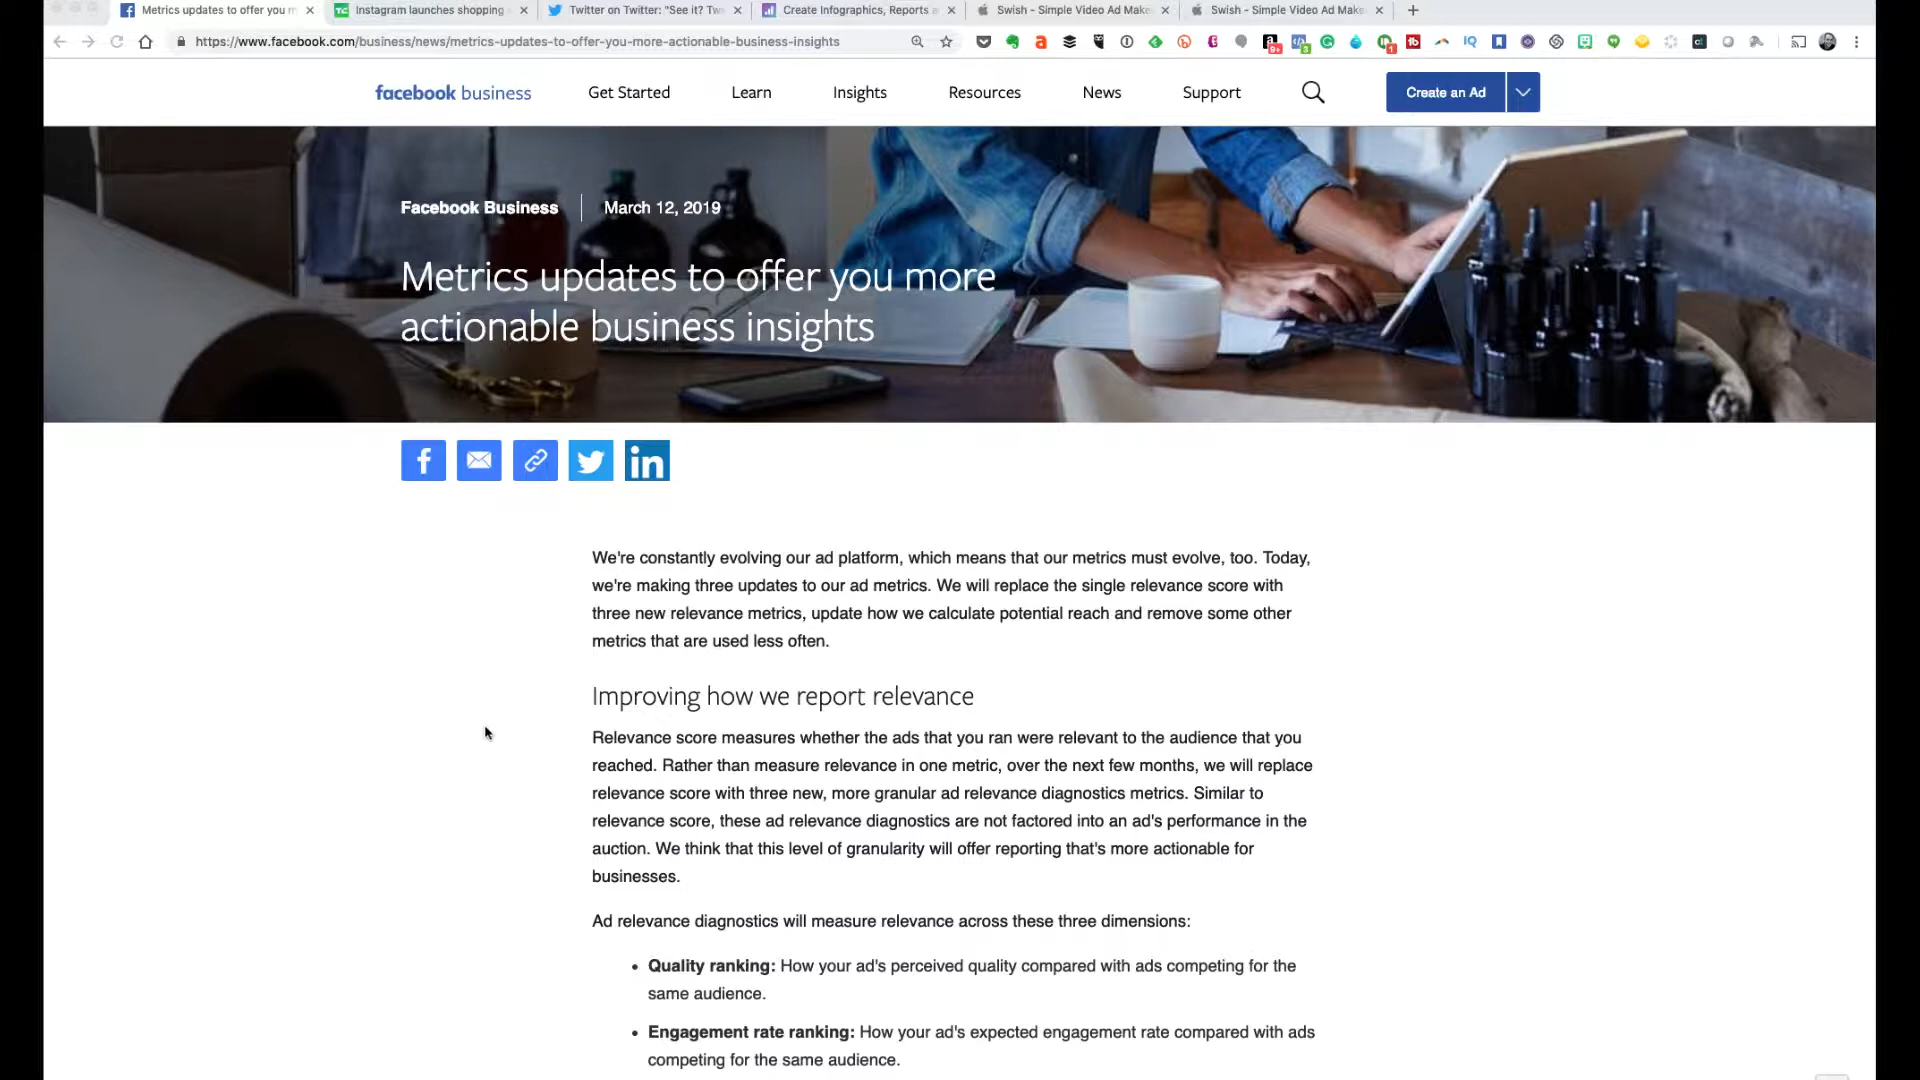 Metrics updates to offer you m
Instagram launches shopping
Twitter on Twitter: "See it? Tw
Create Infographics, Reports a
Swish - Simple Video Ad Make
Swish - Simple Video Ad Make
https://www.facebook.com/business/news/metrics-updates-to-offer-you-more-actionable-business-insights
facebook business
Get Started
Learn
Insights
Resources
News
Support
Create an Ad
Facebook Business
March 12, 2019
Metrics updates to offer you more
actionable business insights
We're constantly evolving our ad platform, which means that our metrics must evolve, too. Today,
we're making three updates to our ad metrics. We will replace the single relevance score with
three new relevance metrics, update how we calculate potential reach and remove some other
metrics that are used less often.
Improving how we report relevance
Relevance score measures whether the ads that you ran were relevant to the audience that you
reached. Rather than measure relevance in one metric, over the next few months, we will replace
relevance score with three new, more granular ad relevance diagnostics metrics. Similar to
relevance score, these ad relevance diagnostics are not factored into an ad's performance in the
auction. We think that this level of granularity will offer reporting that's more actionable for
businesses.
Ad relevance diagnostics will measure relevance across these three dimensions:
• Quality ranking: How your ad's perceived quality compared with ads competing for the
same audience.
• Engagement rate ranking: How your ad's expected engagement rate compared with ads
competing for the same audience.